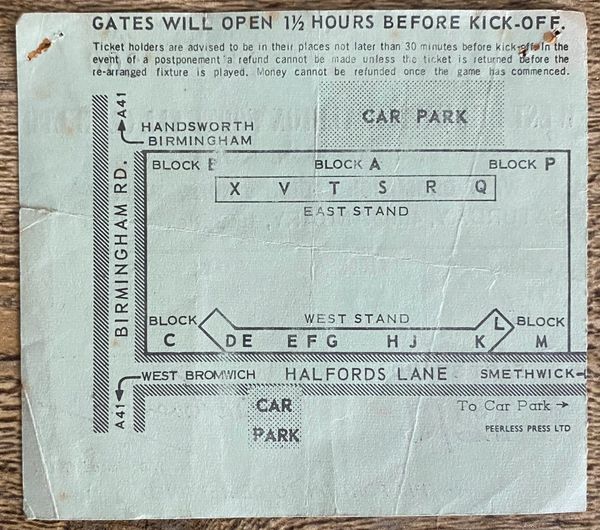 GATES WILL OPEN 1½ HOURS BEFORE KICK-OFF.
Ticket holders are advised to be in their places not later than 30 minutes before kick-off. In the
event of a postponement a refund cannot be made unless the ticket is returned before the
re-arranged fixture is played. Money cannot be refunded once the game has commenced.
A41
CAR PARK
HANDSWORTH
BIRMINGHAM
BLOCK
BLOCK A
BLOCK P
X V T S R Q
EAST STAND
BIRMINGHAM RD.
WEST STAND
BLOCK
C
DE EFG HJ K
L
BLOCK
M
A41
WEST BROMWICH
HALFORDS LANE
SMETHWICK
CAR
PARK
To Car Park →
PEERLESS PRESS LTD